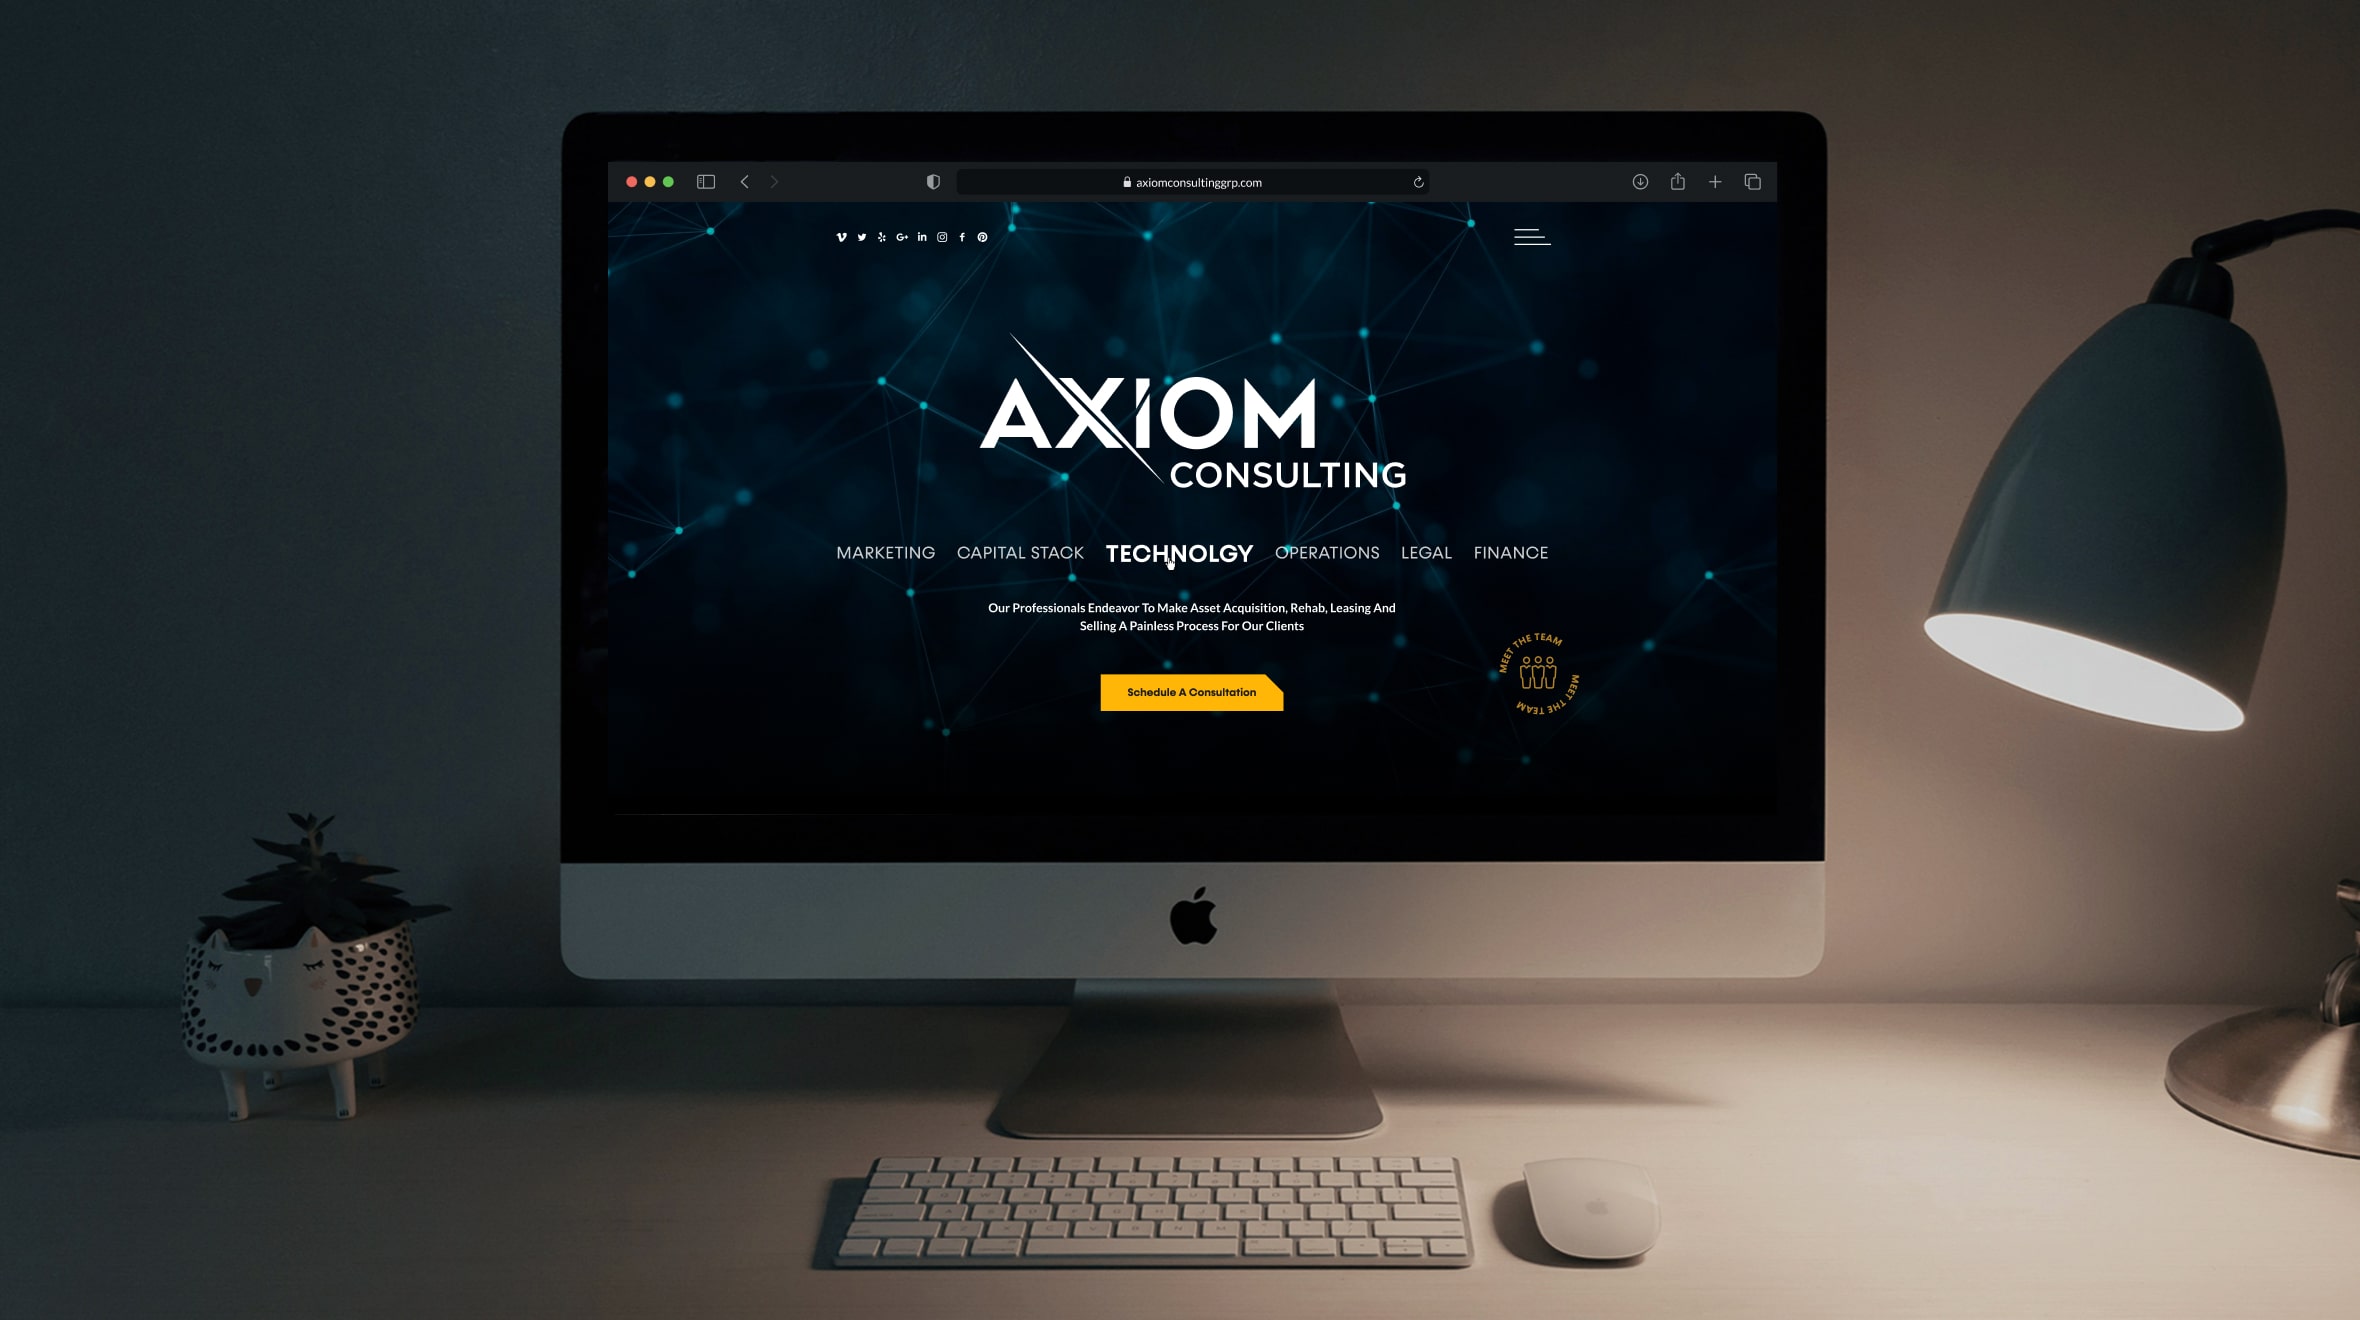 axiomconsultinggrp.com
AXIOM
CONSULTING
MARKETING CAPITAL STACK TECHNOLGY OPERATIONS LEGAL FINANCE
Our Professionals Endeavor To Make Asset Acquisition, Rehab, Leasing And
Selling A Painless Process For Our Clients
MEET THE TEAM MEET THE TEAM
Schedule A Consultation